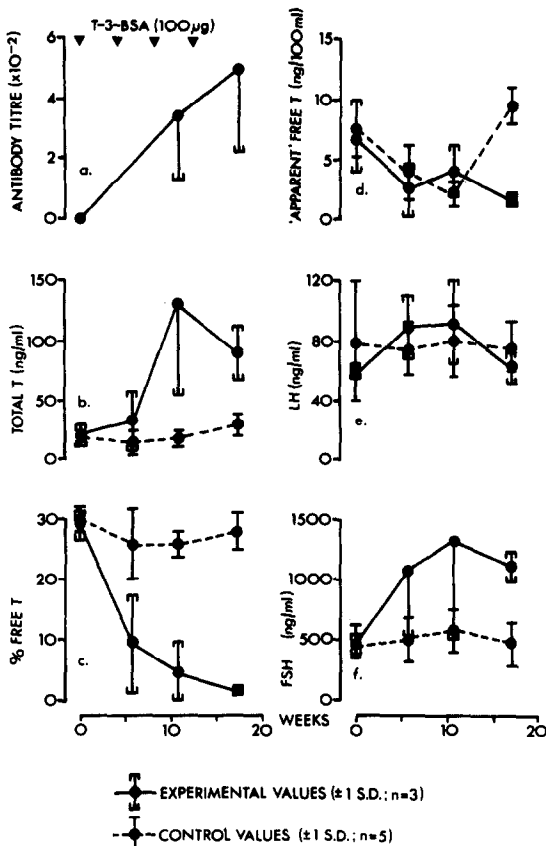 T-3-BSA (100μg)
ANTIBODY TITRE (x10-2)
6
4
2
0
a.
'APPARENT' FREE T (ng/100ml)
15
10
5
0
d.
TOTAL T (ng/ml)
150
100
50
0
b.
LH (ng/ml)
120
80
40
0
e.
% FREE T
30
20
10
0
c.
FSH (ng/ml)
1500
1000
500
0
f.
0 10 20
WEEKS
0 10 20
EXPERIMENTAL VALUES (±1 S.D.; n=3)
CONTROL VALUES (±1 S.D.; n=5)